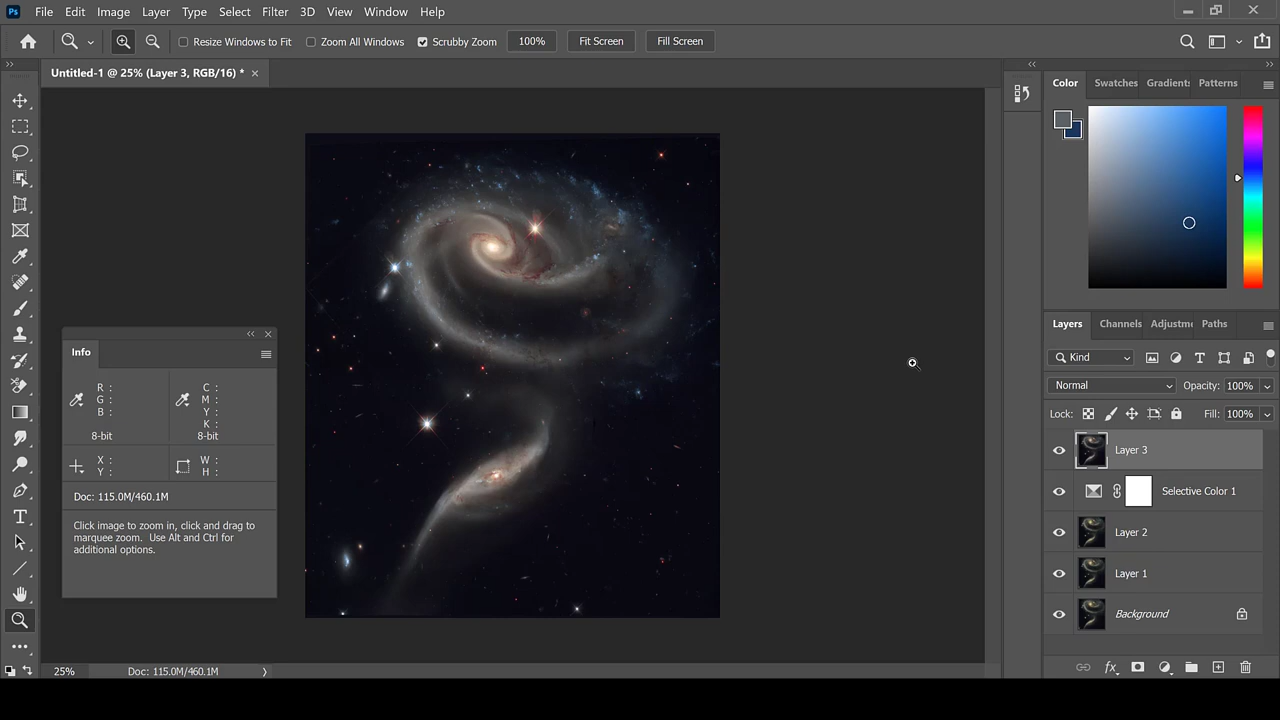 Ps File Edit Image Layer Type Select Filter 3D View Window Help
Resize Windows to Fit Zoom All Windows Scrubby Zoom 100% Fit Screen Fill Screen
Untitled-1 @ 25% (Layer 3, RGB/16) *
Color Swatches Gradients Patterns
Info
R : C :
G : M :
B : Y :
K :
8-bit 8-bit
X : W :
Y : H :
Doc: 115.0M/460.1M
Click image to zoom in, click and drag to
marquee zoom. Use Alt and Ctrl for
additional options.
Layers Channels Adjustme Paths
Kind
Normal Opacity: 100%
Lock: Fill: 100%
Layer 3
Selective Color 1
Layer 2
Layer 1
Background
fx
25% Doc: 115.0M/460.1M